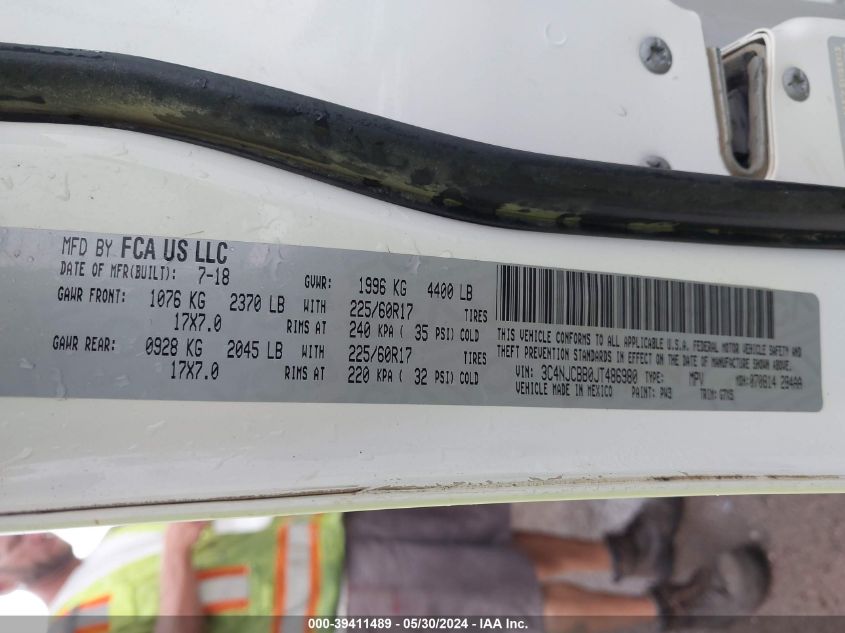 MFD BY FCA US LLC
DATE OF MFR(BUILT): 7-18 GVWR: 1996 KG 4400 LB
GAWR FRONT: 1076 KG 2370 LB WITH 225/60R17 TIRES
17X7.0 RIMS AT 240 KPA ( 35 PSI) COLD
GAWR REAR: 0928 KG 2045 LB WITH 225/60R17 TIRES
17X7.0 RIMS AT 220 KPA ( 32 PSI) COLD
THIS VEHICLE CONFORMS TO ALL APPLICABLE U.S.A. FEDERAL MOTOR VEHICLE SAFETY AND
THEFT PREVENTION STANDARDS IN EFFECT ON THE DATE OF MANUFACTURE SHOWN ABOVE.
VIN: 3C4NJCBB0JT486980 TYPE: MPV MDH: 070614 294AA
VEHICLE MADE IN MEXICO PAINT: PW3 TRIM:
000-39411489 - 05/30/2024 - IAA Inc.